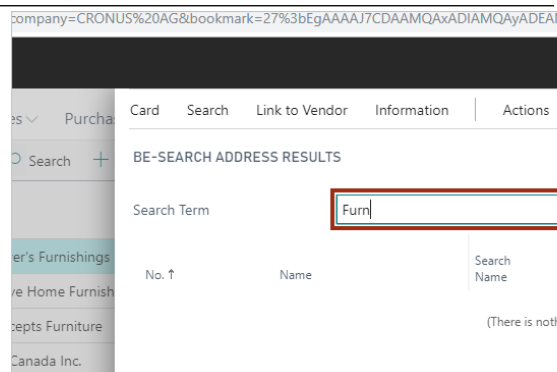 company=CRONUS%20AG&bookmark=27%3bEgAAAAJ7CDAAMQAxADIAMQAyADEA
es Purcha Card Search Link to Vendor Information Actions
Search + BE-SEARCH ADDRESS RESULTS
Search Term Furn
er's Furnishings
No. ↑ Name Search Name
ve Home Furnish
cepts Furniture (There is noth
Canada Inc.